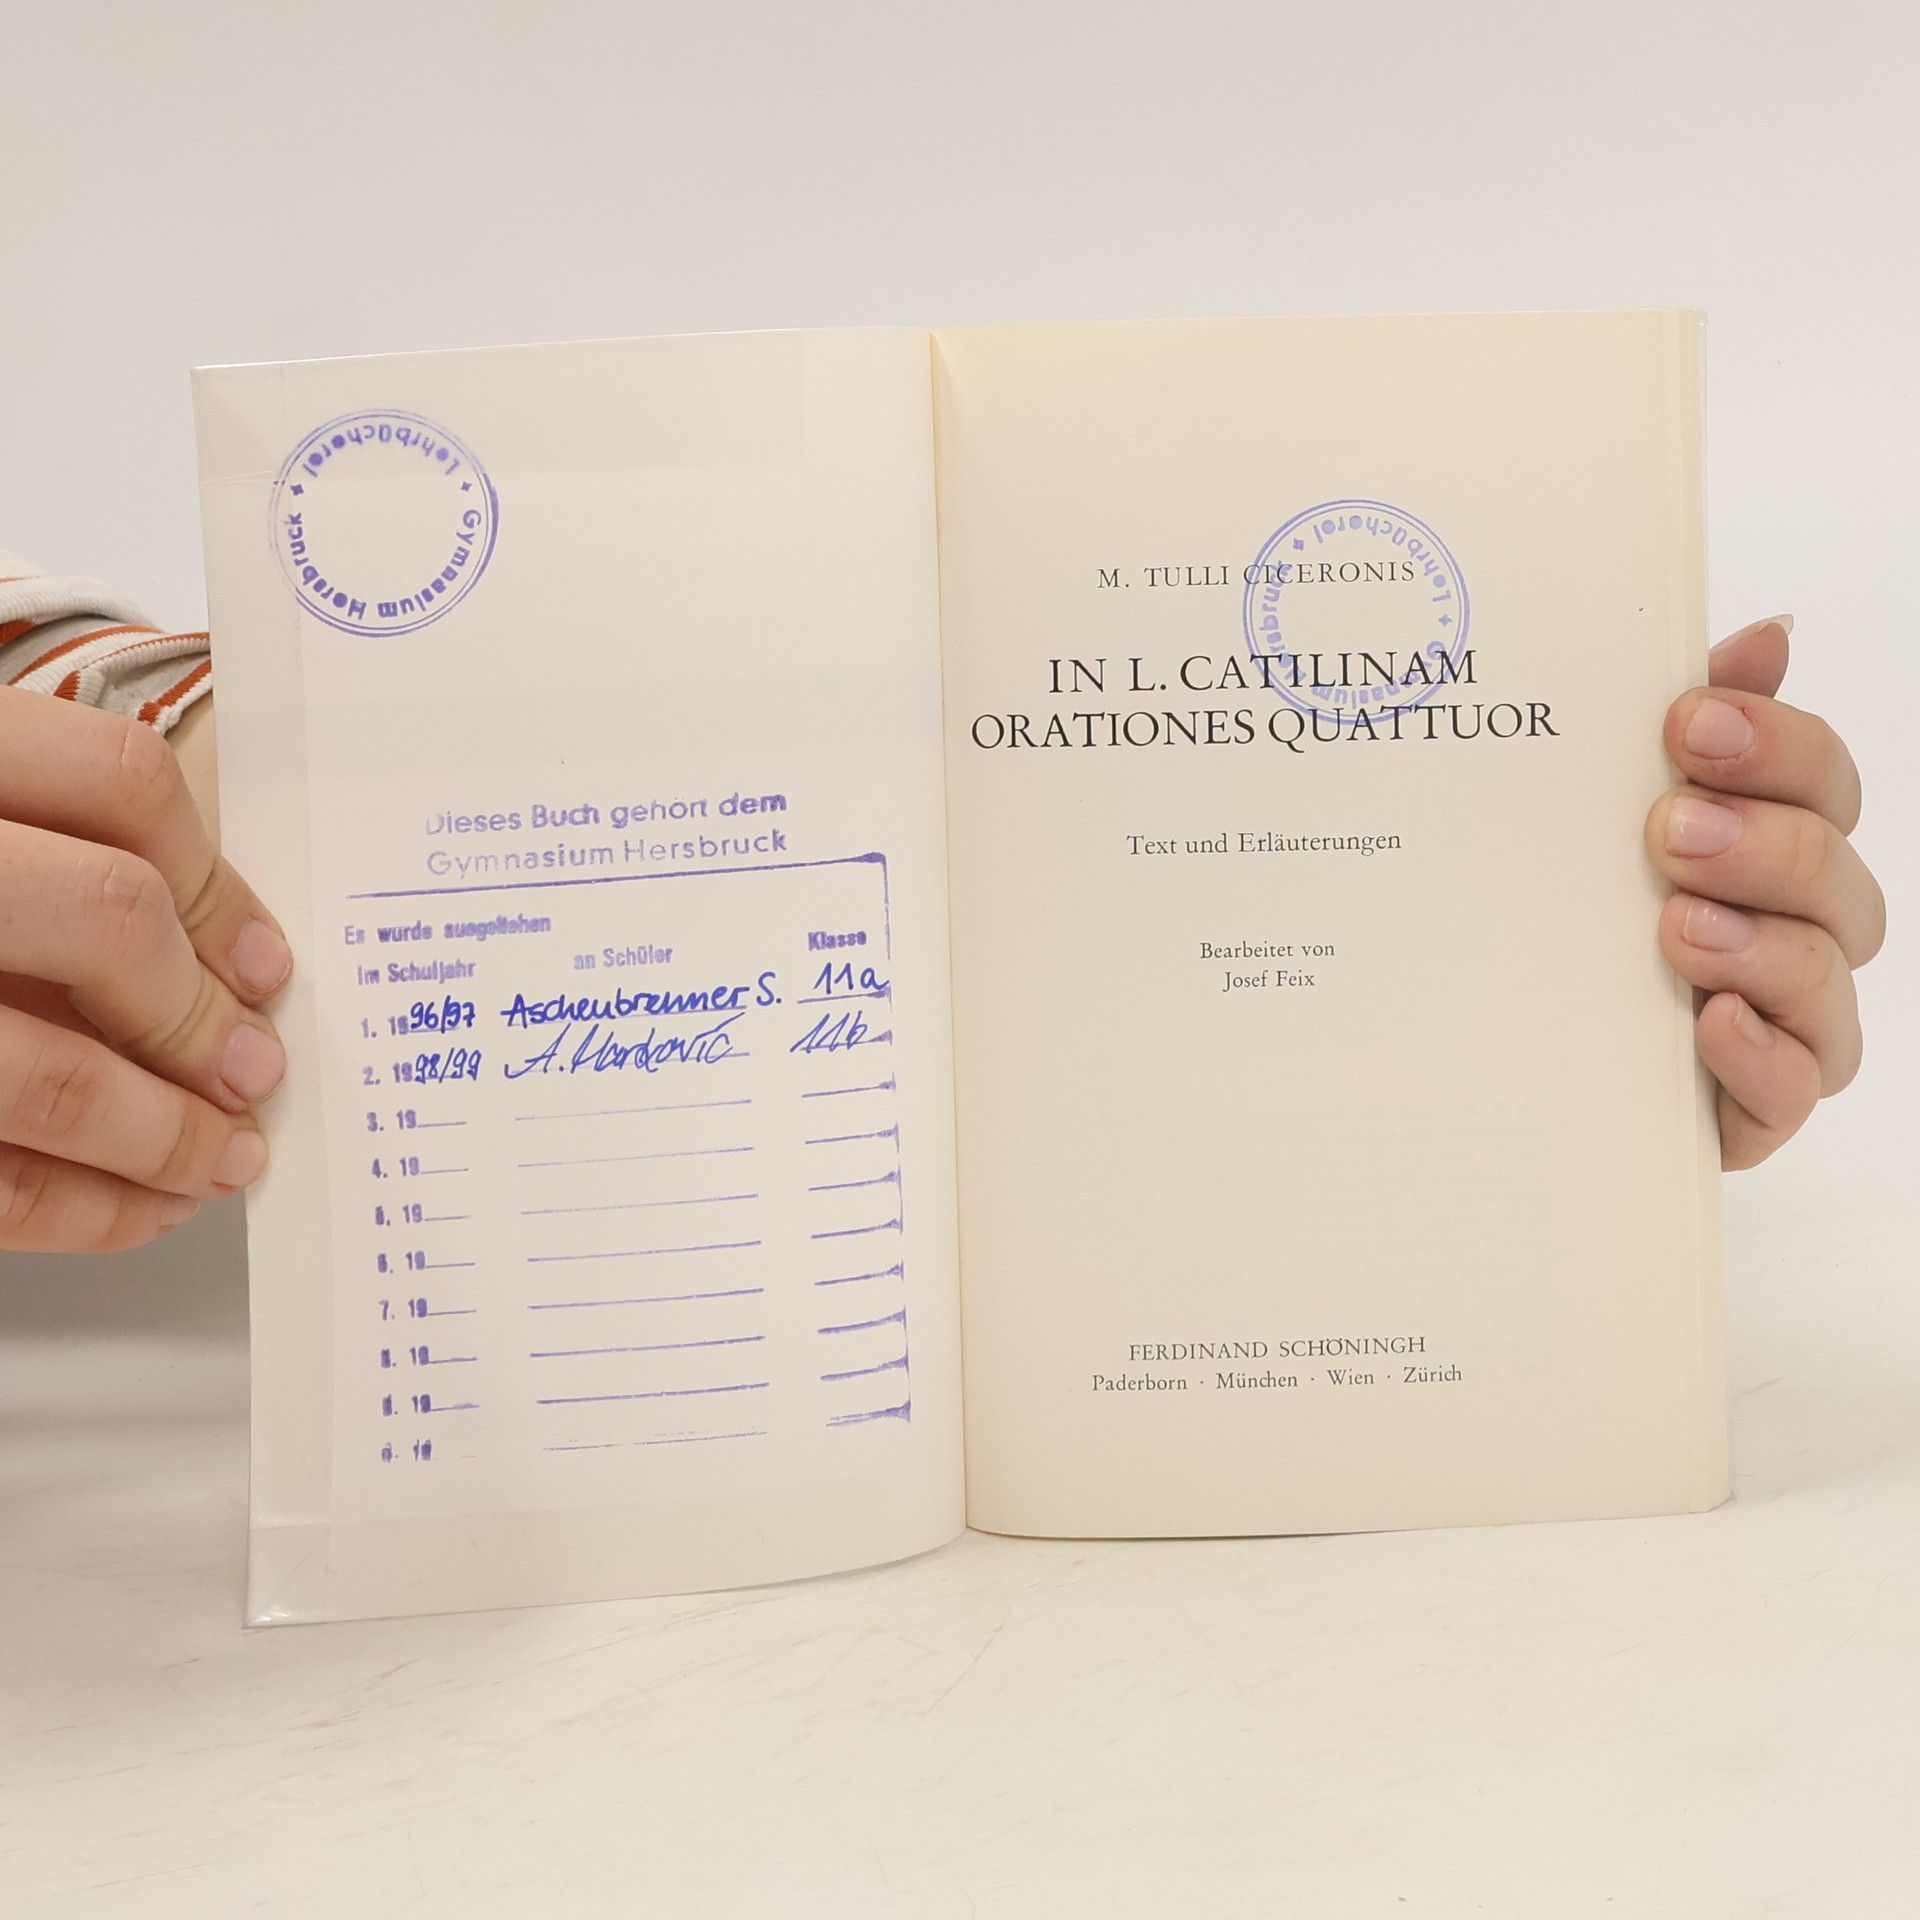 Lehrbücherei
Gymnasium Hersbruck
Dieses Buch gehört dem
Gymnasium Hersbruck
Es wurde ausgeliehen
im Schuljahr an Schüler Klasse
1. 1996/97 Aschenbrenner S. 11a
2. 1998/99 A. Marković 11b
3. 19
4. 19
5. 19
6. 19
7. 19
8. 19
M. TULLI CICERONIS
IN L. CATILINAM
ORATIONES QUATTUOR
Lehrbücherei
Gymnasium Hersbruck
Text und Erläuterungen
Bearbeitet von
Josef Feix
FERDINAND SCHÖNINGH
Paderborn · München · Wien · Zürich